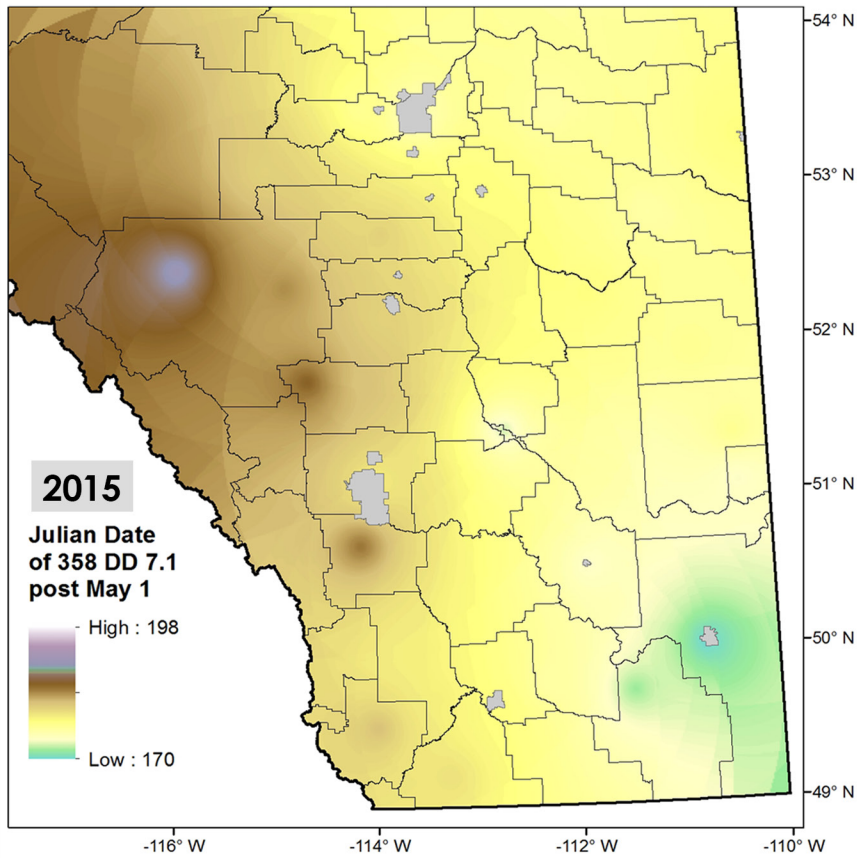 54° N
53° N
52° N
51° N
50° N
49° N
2015
Julian Date
of 358 DD 7.1
post May 1
High : 198
Low : 170
-116° W
-114° W
-112° W
-110° W